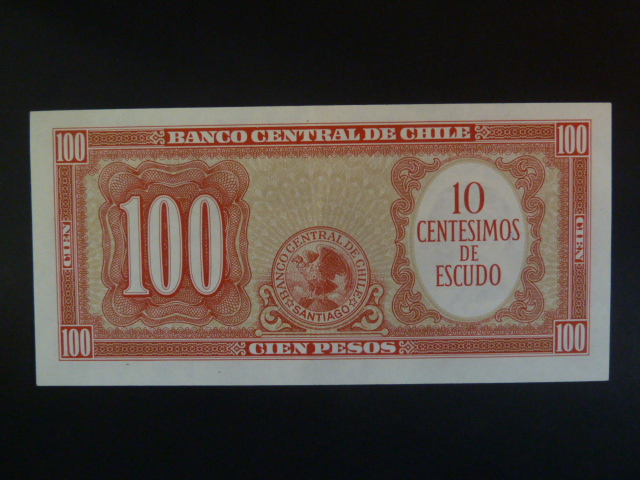 100 BANCO CENTRAL DE CHILE 100
CIEN
100
BANCO CENTRAL DE CHILE
SANTIAGO
10
CENTESIMOS
DE
ESCUDO
CIEN
100 CIEN PESOS 100